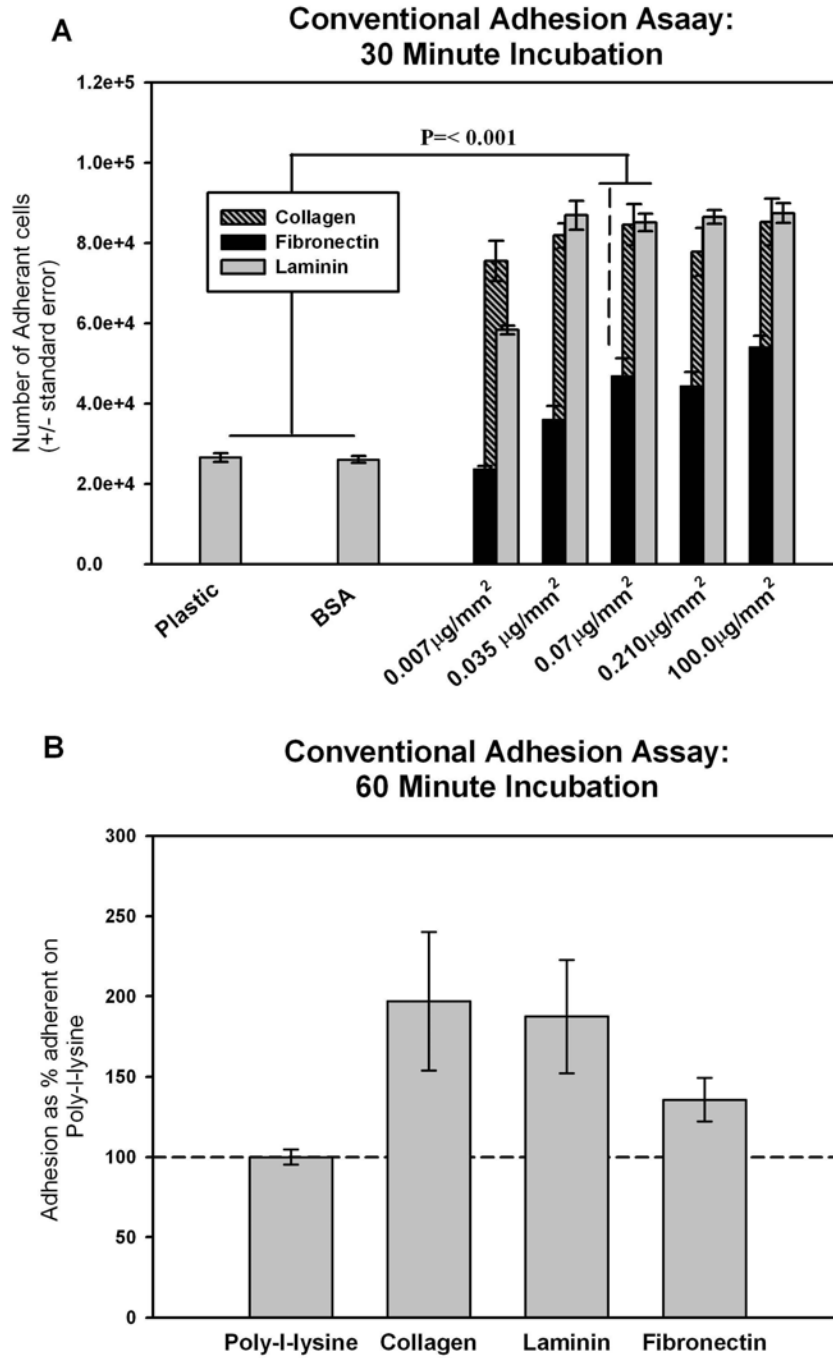 A
Conventional Adhesion Asaay:
30 Minute Incubation
1.2e+5
1.0e+5
8.0e+4
6.0e+4
4.0e+4
2.0e+4
0.0
Number of Adherant cells
(+/- standard error)
P=< 0.001
Collagen
Fibronectin
Laminin
Plastic
BSA
0.007µg/mm²
0.035 µg/mm²
0.07µg/mm²
0.210µg/mm²
100.0µg/mm²
B
Conventional Adhesion Assay:
60 Minute Incubation
300
250
200
150
100
50
0
Adhesion as % adherent on
Poly-l-lysine
Poly-l-lysine
Collagen
Laminin
Fibronectin